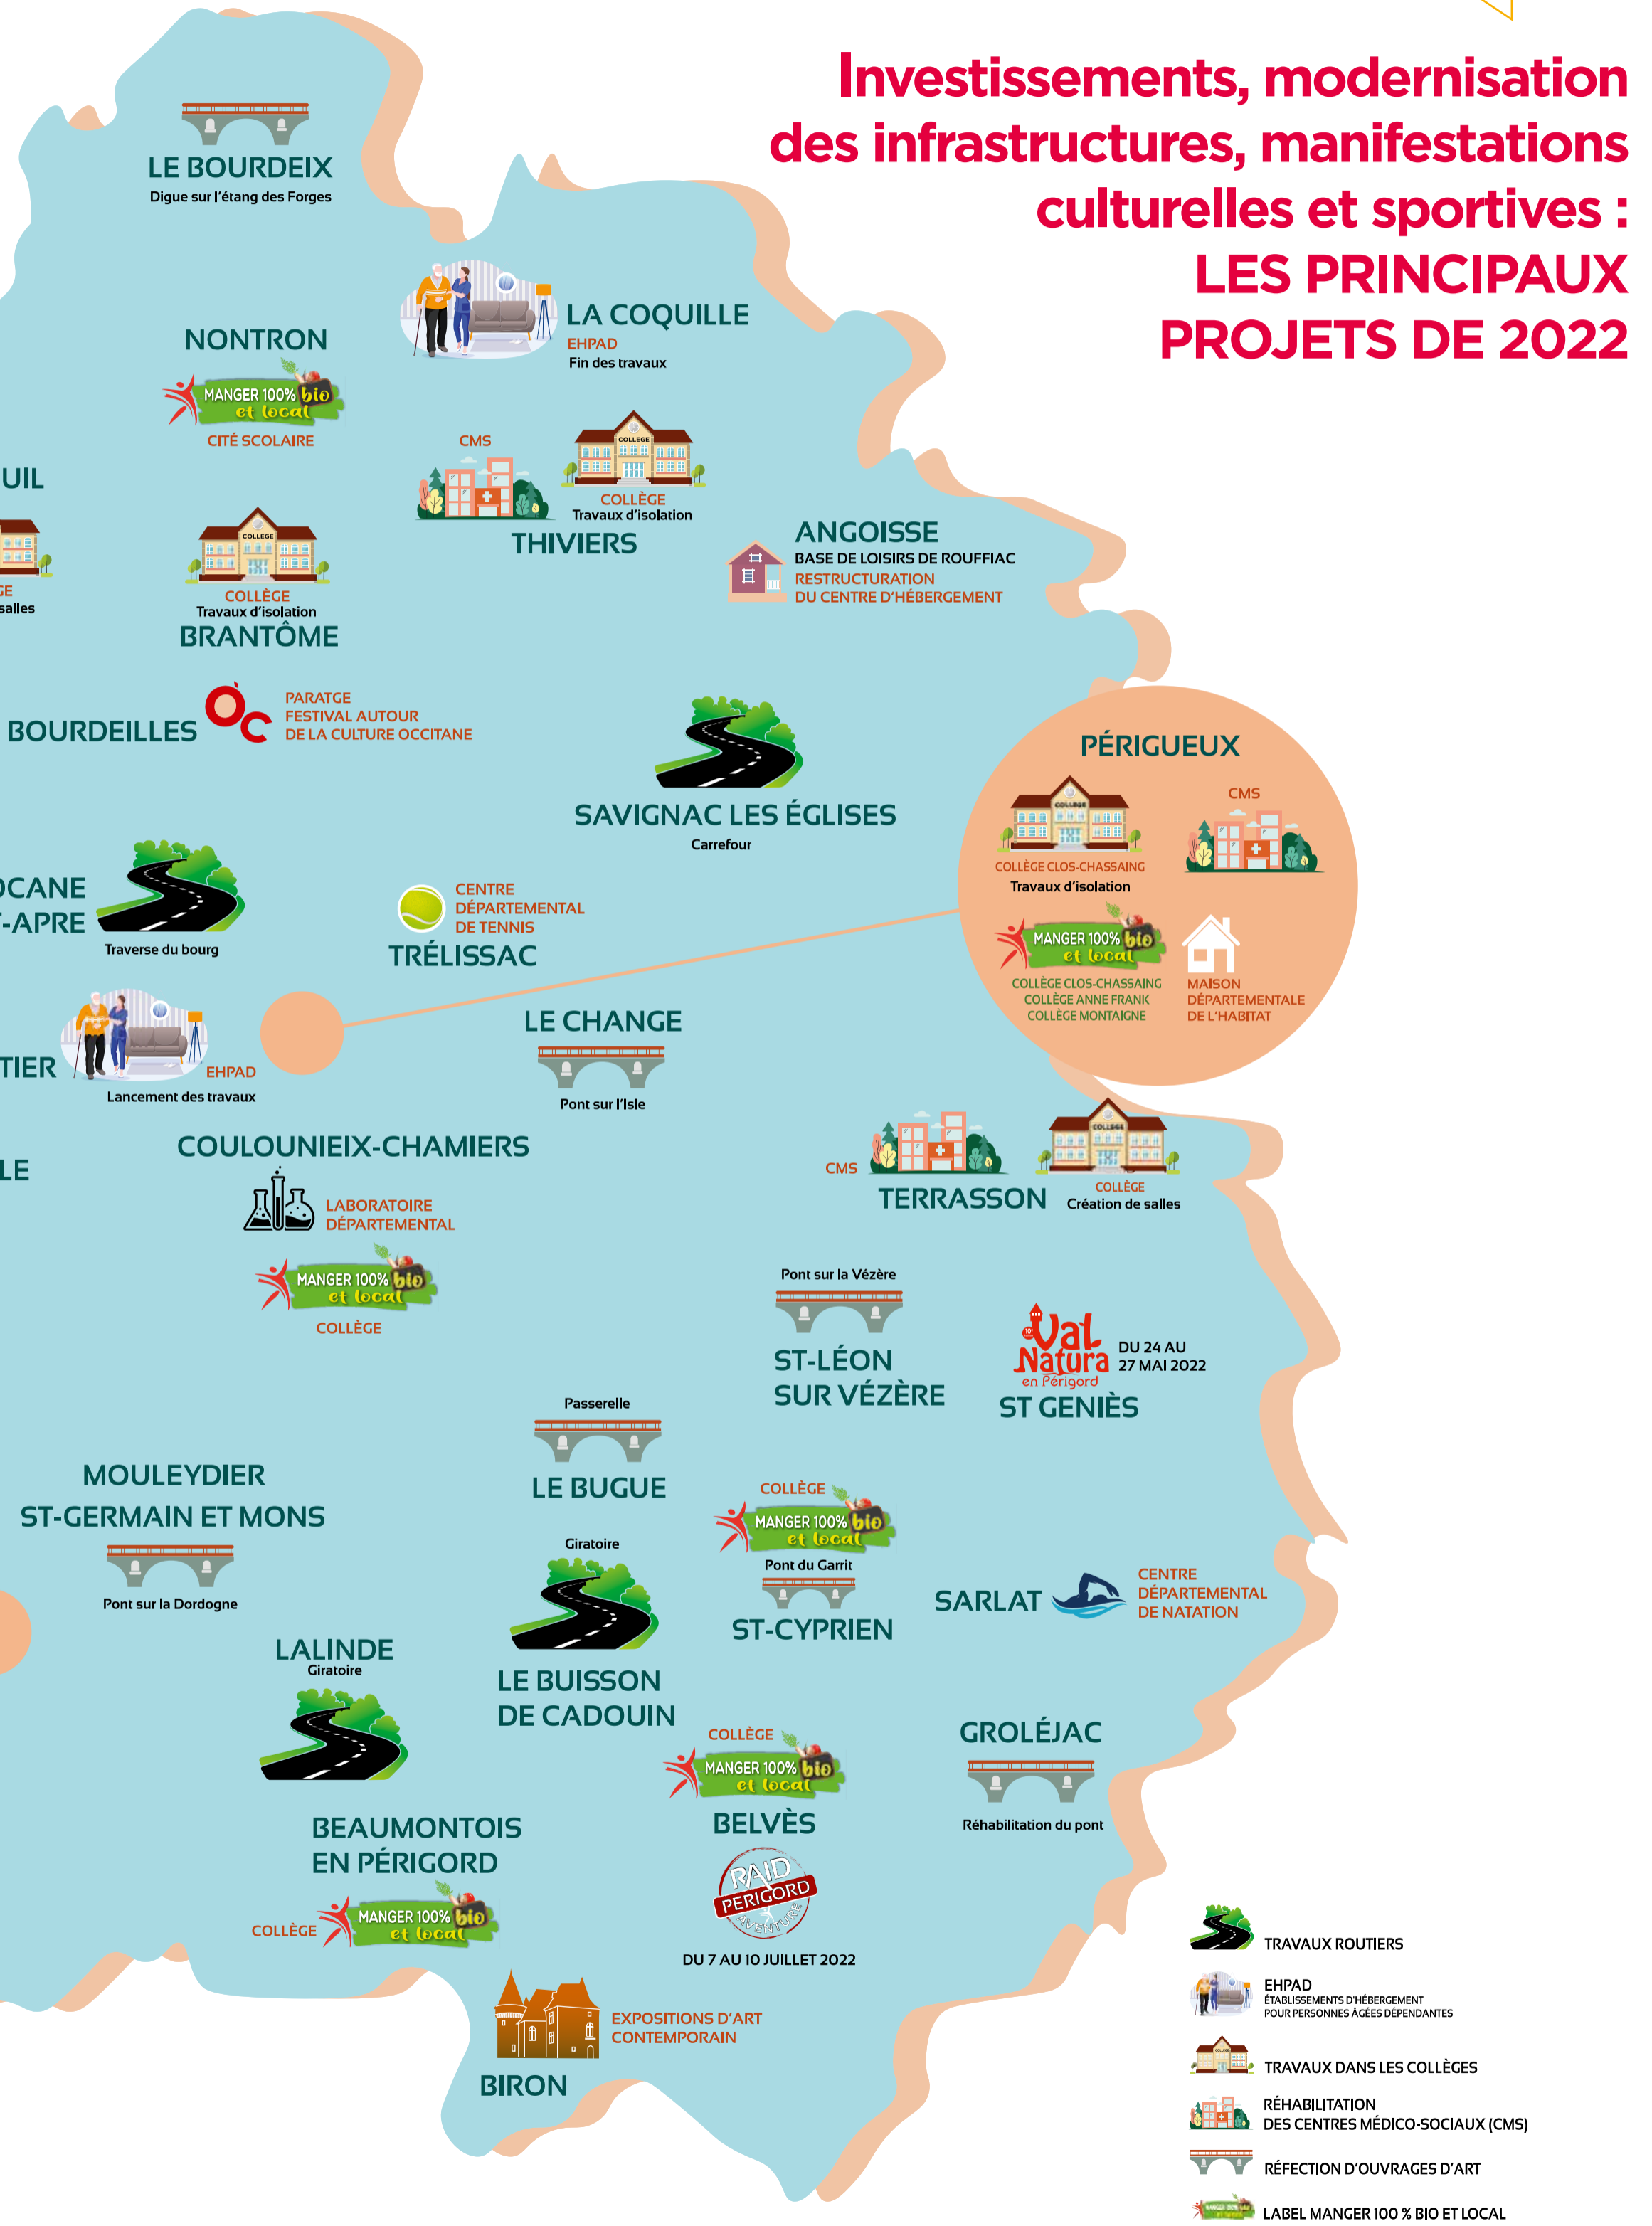 Investissements, modernisation
des infrastructures, manifestations
culturelles et sportives :
LES PRINCIPAUX
PROJETS DE 2022
LE BOURDEIX
Digue sur l'étang des Forges
LA COQUILLE
EHPAD
Fin des travaux
NONTRON
MANGER 100% bio
et local
CITÉ SCOLAIRE
CMS
COLLEGE
COLLÈGE
Travaux d'isolation
THIVIERS
UIL
GE
salles
COLLEGE
COLLÈGE
Travaux d'isolation
BRANTÔME
ANGOISSE
BASE DE LOISIRS DE ROUFFIAC
RESTRUCTURATION
DU CENTRE D'HÉBERGEMENT
BOURDEILLES
Òc
PARATGE
FESTIVAL AUTOUR
DE LA CULTURE OCCITANE
SAVIGNAC LES ÉGLISES
Carrefour
PÉRIGUEUX
COLLEGE
COLLÈGE CLOS-CHASSAING
Travaux d'isolation
CMS
MANGER 100% bio
et local
COLLÈGE CLOS-CHASSAING
COLLÈGE ANNE FRANK
COLLÈGE MONTAIGNE
MAISON
DÉPARTEMENTALE
DE L'HABITAT
OCANE
T-APRE
Traverse du bourg
CENTRE
DÉPARTEMENTAL
DE TENNIS
TRÉLISSAC
TIER
EHPAD
Lancement des travaux
LE CHANGE
Pont sur l'Isle
LE
COULOUNIEIX-CHAMIERS
LABORATOIRE
DÉPARTEMENTAL
MANGER 100% bio
et local
COLLÈGE
CMS
TERRASSON
COLLEGE
COLLÈGE
Création de salles
Pont sur la Vézère
ST-LÉON
SUR VÉZÈRE
10e
Val
Natura
en Périgord
DU 24 AU
27 MAI 2022
ST GENIÈS
Passerelle
LE BUGUE
MOULEYDIER
ST-GERMAIN ET MONS
Pont sur la Dordogne
COLLÈGE
MANGER 100% bio
et local
Pont du Garrit
ST-CYPRIEN
Giratoire
LE BUISSON
DE CADOUIN
SARLAT
CENTRE
DÉPARTEMENTAL
DE NATATION
LALINDE
Giratoire
COLLÈGE
MANGER 100% bio
et local
BELVÈS
RAID
PERIGORD
AVENTURE
DU 7 AU 10 JUILLET 2022
GROLÉJAC
Réhabilitation du pont
BEAUMONTOIS
EN PÉRIGORD
COLLÈGE
MANGER 100% bio
et local
EXPOSITIONS D'ART
CONTEMPORAIN
BIRON
TRAVAUX ROUTIERS
EHPAD
ÉTABLISSEMENTS D'HÉBERGEMENT
POUR PERSONNES ÂGÉES DÉPENDANTES
TRAVAUX DANS LES COLLÈGES
RÉHABILITATION
DES CENTRES MÉDICO-SOCIAUX (CMS)
RÉFECTION D'OUVRAGES D'ART
LABEL MANGER 100 % BIO ET LOCAL